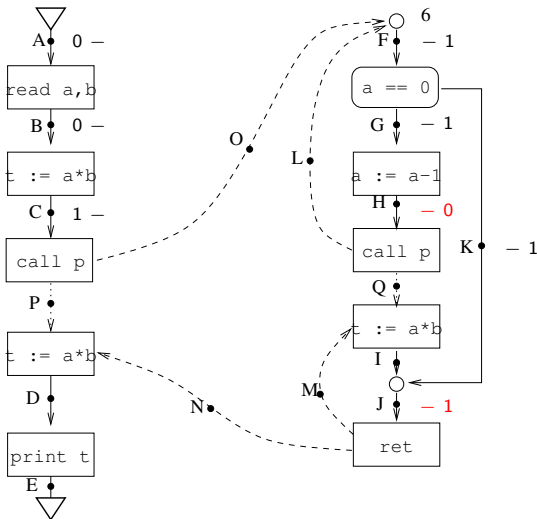 A 0 –
read a,b
B 0 –
t := a*b
C 1 –
call p
P
t := a*b
D
print t
E
O
L
N
M
6
F – 1
a == 0
G – 1
a := a-1
H – 0
call p
K – 1
Q
t := a*b
I
J – 1
ret